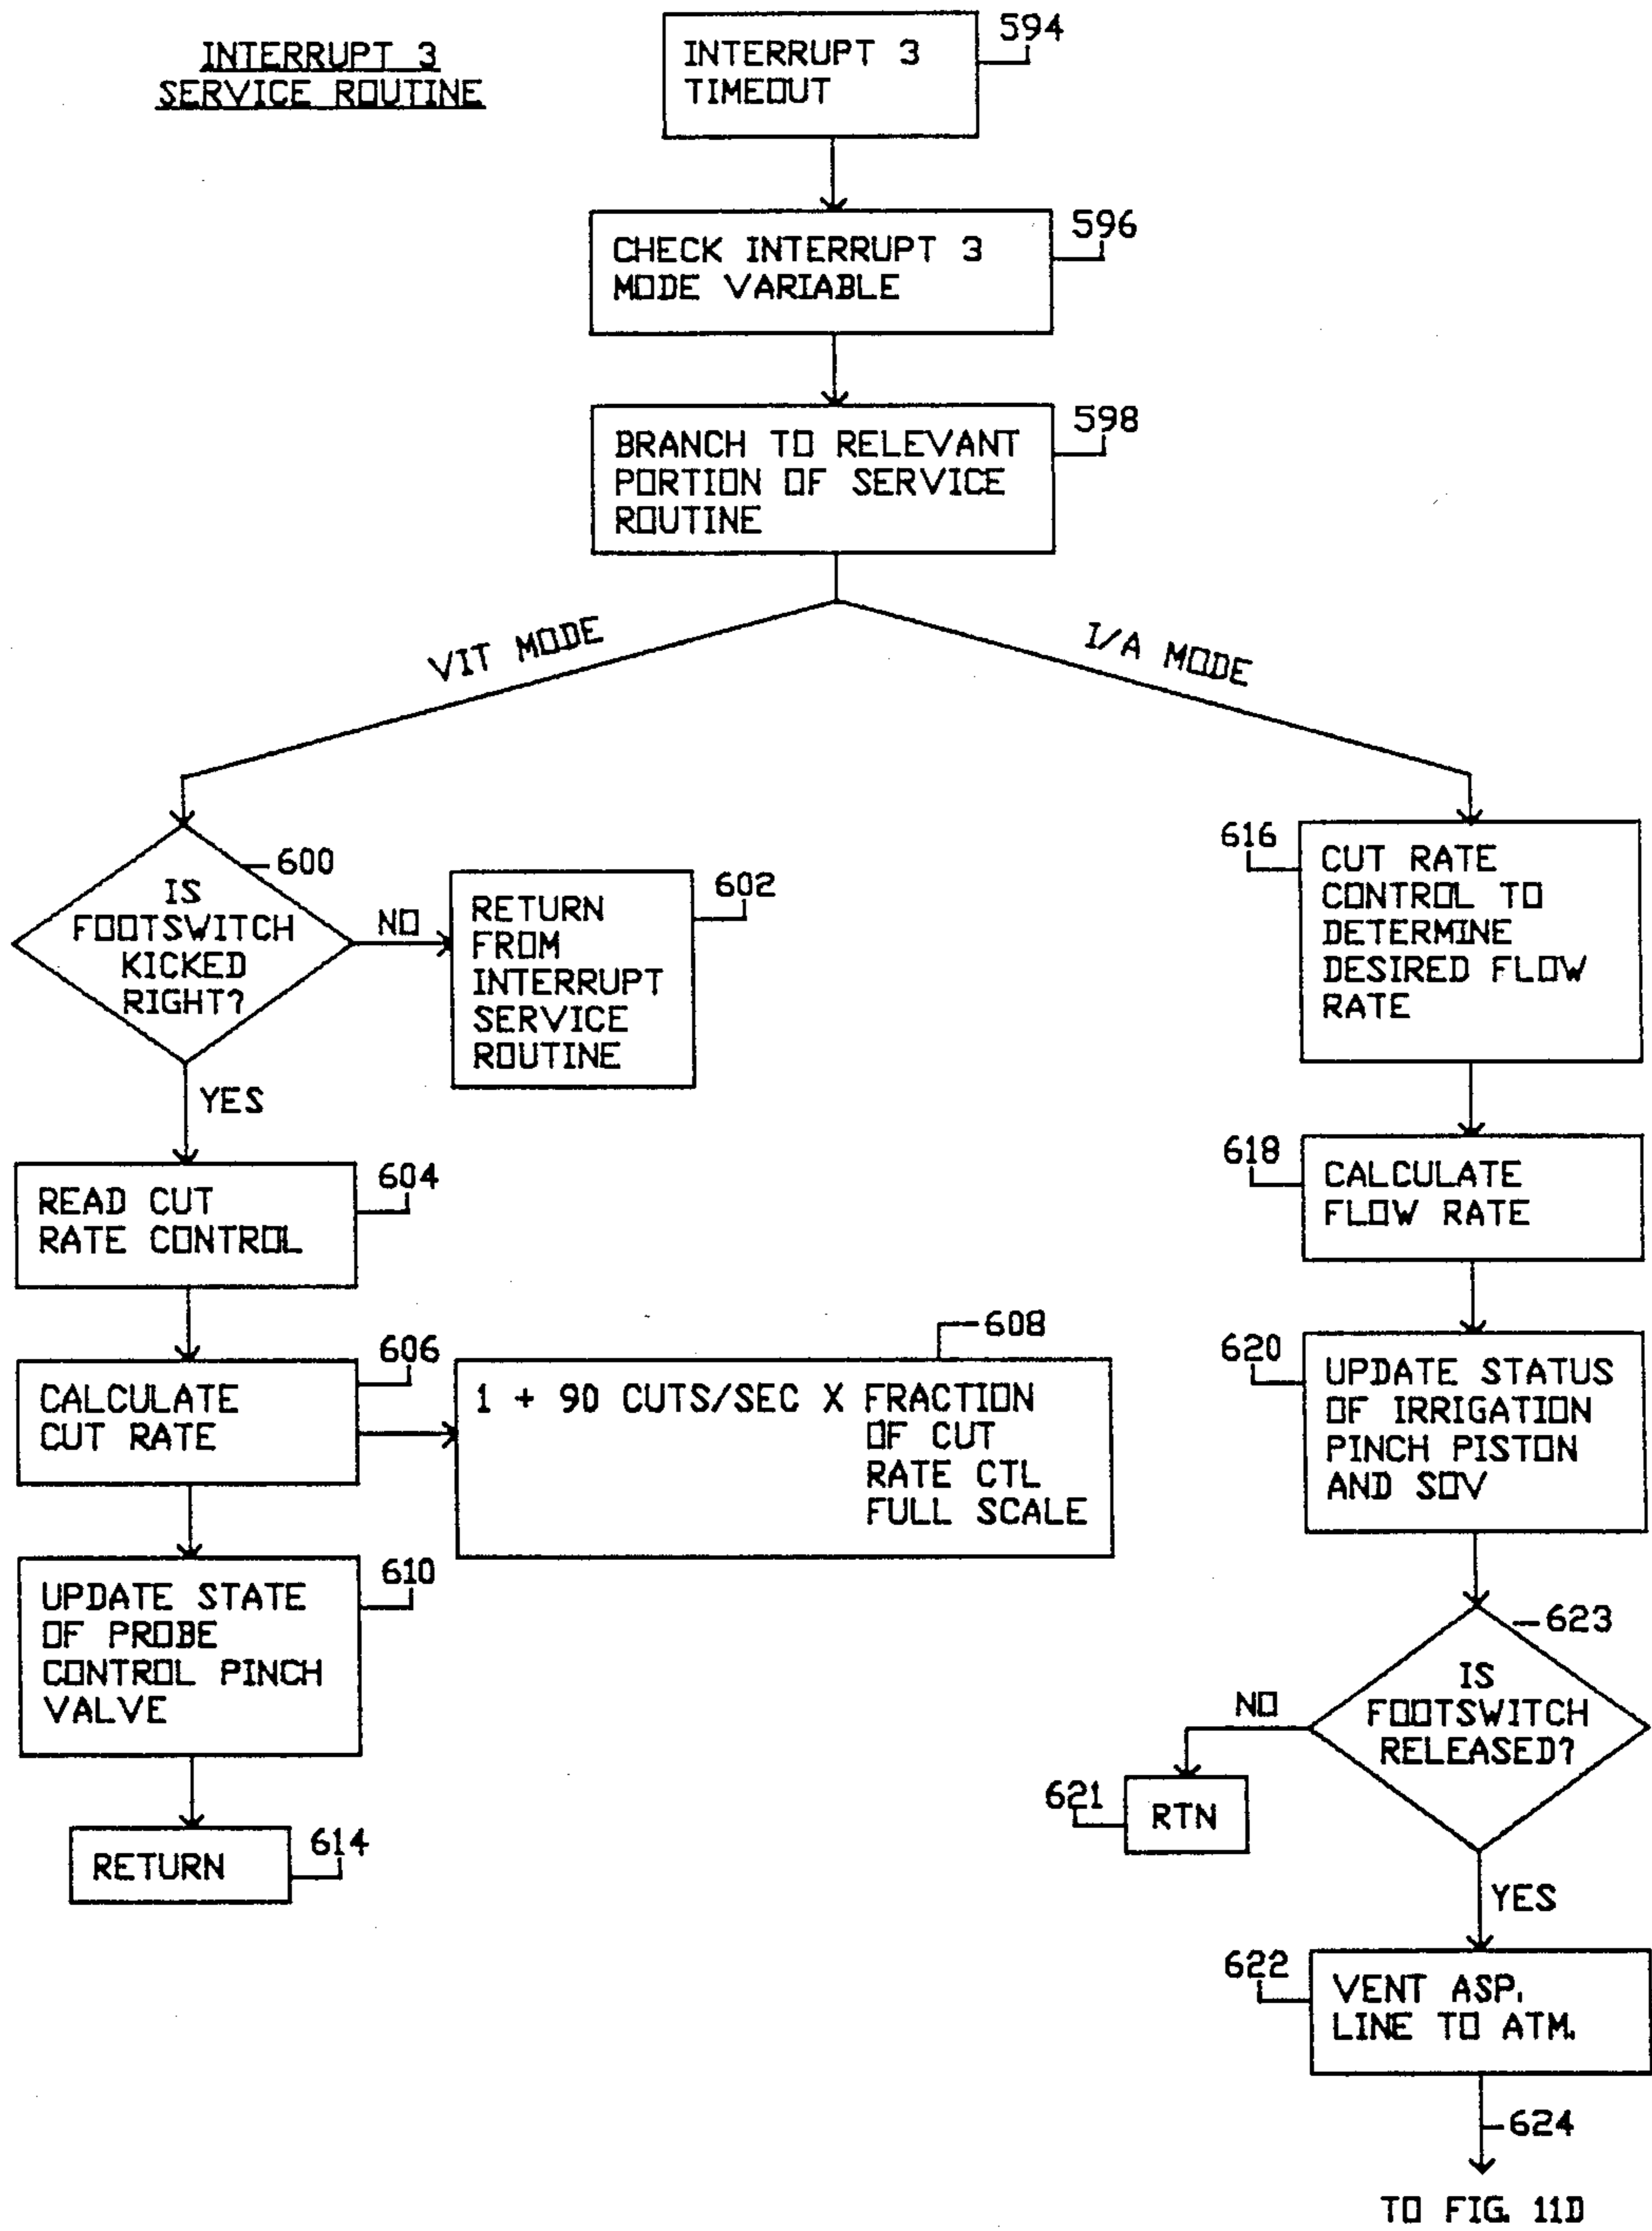 INTERRUPT 3
SERVICE ROUTINE
INTERRUPT 3
TIMEOUT
594
CHECK INTERRUPT 3
MODE VARIABLE
596
BRANCH TO RELEVANT
PORTION OF SERVICE
ROUTINE
598
VIT MODE
I/A MODE
IS
FOOTSWITCH
KICKED
RIGHT?
600
NO
YES
RETURN
FROM
INTERRUPT
SERVICE
ROUTINE
602
READ CUT
RATE CONTROL
604
CALCULATE
CUT RATE
606
1 + 90 CUTS/SEC X FRACTION
OF CUT
RATE CTL
FULL SCALE
608
UPDATE STATE
OF PROBE
CONTROL PINCH
VALVE
610
RETURN
614
616
CUT RATE
CONTROL TO
DETERMINE
DESIRED FLOW
RATE
618
CALCULATE
FLOW RATE
620
UPDATE STATUS
OF IRRIGATION
PINCH PISTON
AND SOV
623
IS
FOOTSWITCH
RELEASED?
NO
621
RTN
YES
622
VENT ASP.
LINE TO ATM.
624
TO FIG. 11D